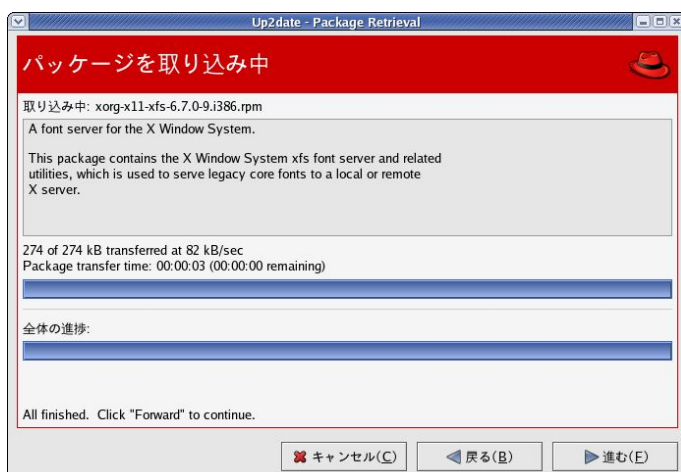 Up2date - Package Retrieval
パッケージを取り込み中
取り込み中: xorg-x11-xfs-6.7.0-9.i386.rpm
A font server for the X Window System.
This package contains the X Window System xfs font server and related
utilities, which is used to serve legacy core fonts to a local or remote
X server.
274 of 274 kB transferred at 82 kB/sec
Package transfer time: 00:00:03 (00:00:00 remaining)
全体の進捗:
All finished.  Click "Forward" to continue.
キャンセル(C) 戻る(B) 進む(F)